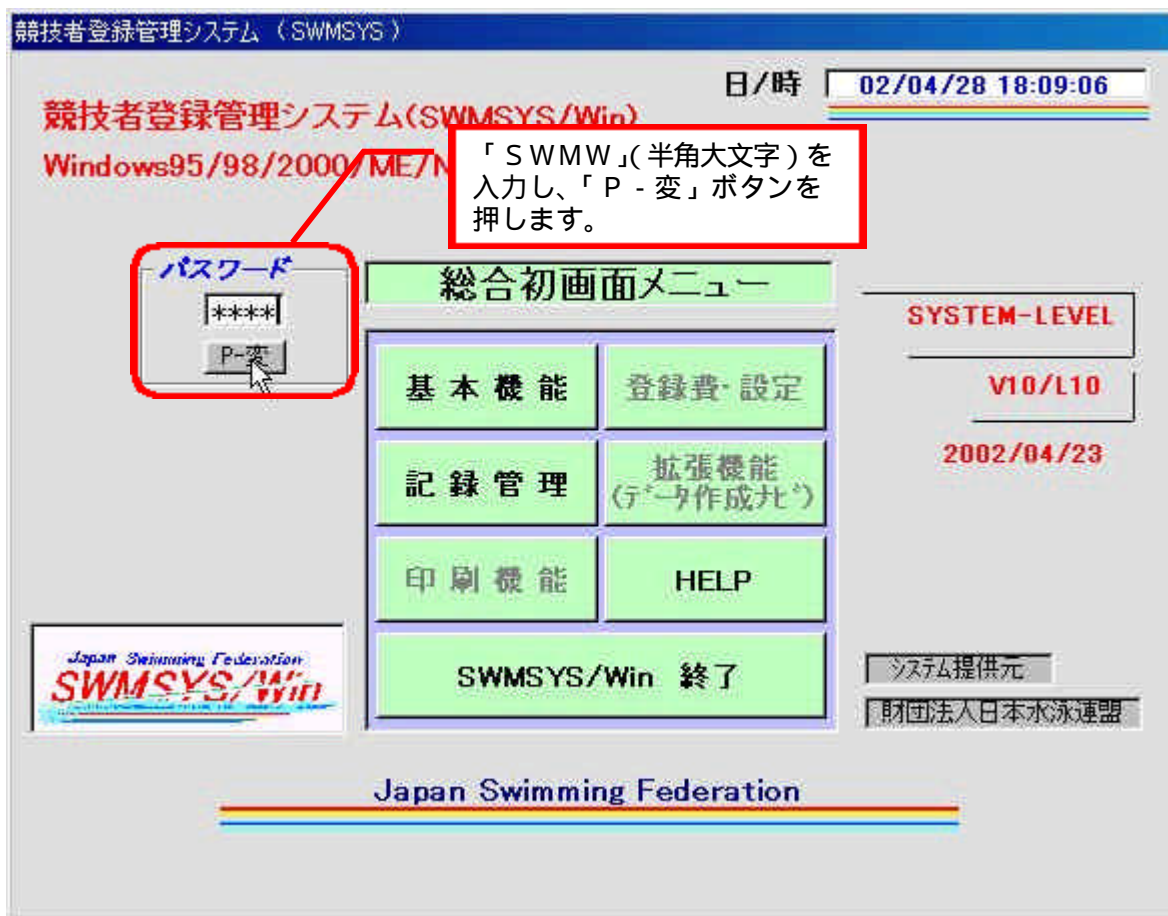 競技者登録管理システム（SWMSYS）
日/時 02/04/28 18:09:06
競技者登録管理システム(SWMSYS/Win)
Windows95/98/2000/ME/N
「ＳＷＭＷ」(半角大文字)を
入力し、「Ｐ-変」ボタンを
押します。
パスワード
****
P-変
総合初画面メニュー
SYSTEM-LEVEL
V10/L10
2002/04/23
基本機能
登録費・設定
記録管理
拡張機能
(ﾃﾞｰﾀ作成ﾅﾋﾞ)
印刷機能
HELP
SWMSYS/Win 終了
Japan Swimming Federation
SWMSYS/Win
システム提供元
財団法人日本水泳連盟
Japan Swimming Federation